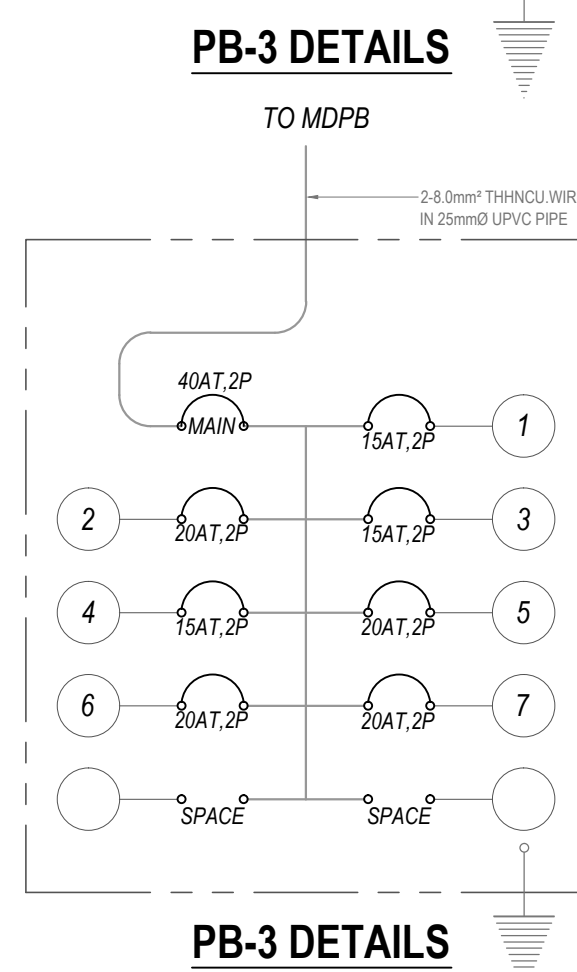 PB-3 DETAILS
TO MDPB
2-8.0mm² THHNCU.WIR
IN 25mmØ UPVC PIPE
40AT,2P
MAIN
15AT,2P
1
2
20AT,2P
15AT,2P
3
4
15AT,2P
20AT,2P
5
6
20AT,2P
20AT,2P
7
SPACE
SPACE
PB-3 DETAILS